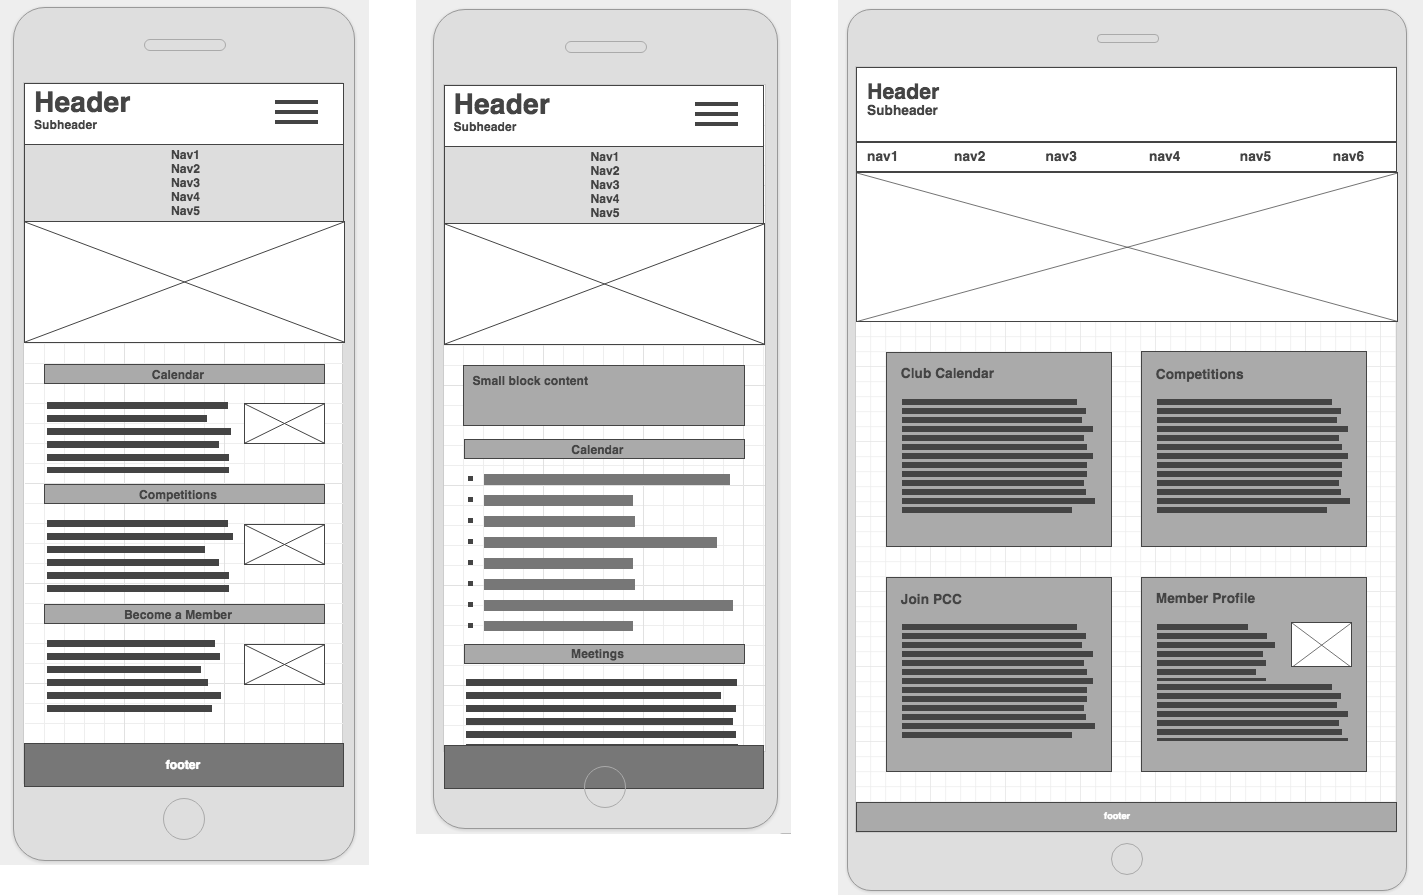 Header
Subheader
Nav1
Nav2
Nav3
Nav4
Nav5
Calendar
Competitions
Become a Member
footer
Header
Subheader
Nav1
Nav2
Nav3
Nav4
Nav5
Small block content
Calendar
Meetings
Header
Subheader
nav1 nav2 nav3 nav4 nav5 nav6
Club Calendar
Competitions
Join PCC
Member Profile
footer